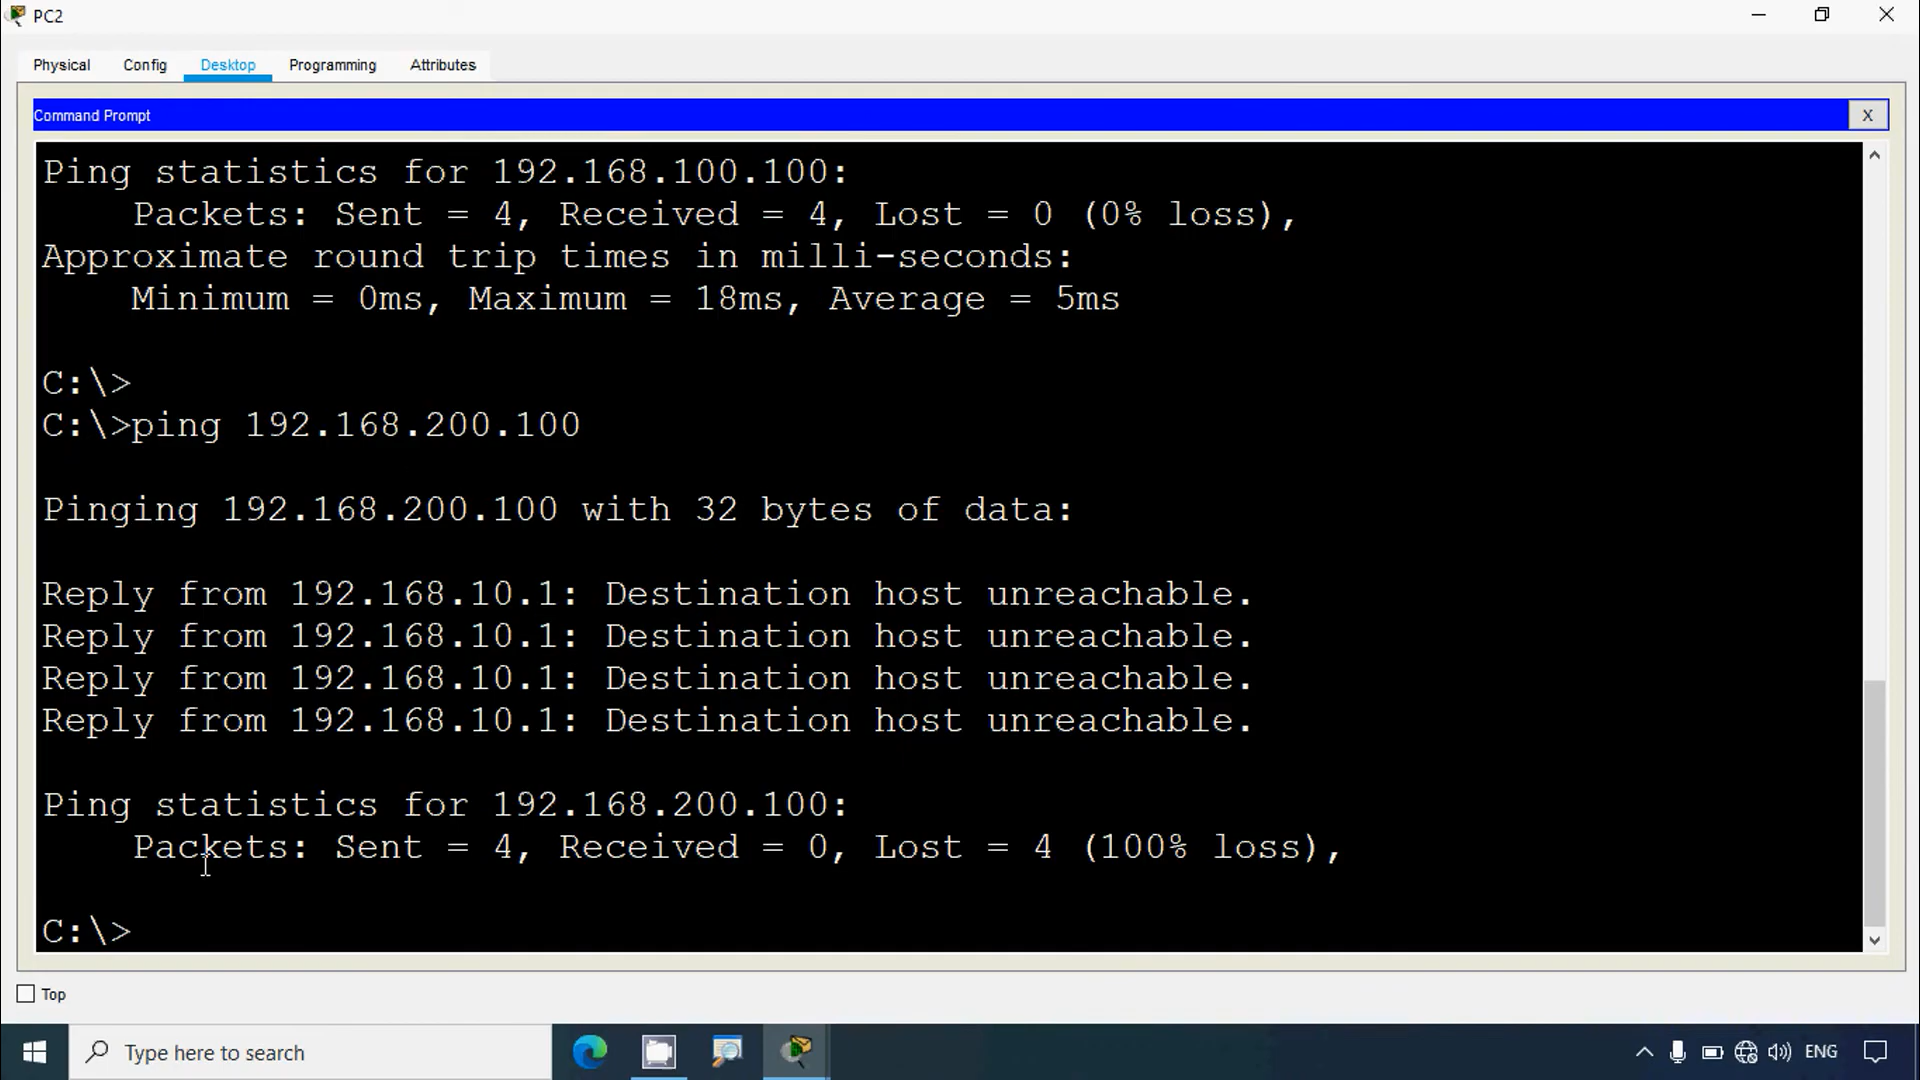 PC2
Physical Config Desktop Programming Attributes
Command Prompt X
Ping statistics for 192.168.100.100:
Packets: Sent = 4, Received = 4, Lost = 0 (0% loss),
Approximate round trip times in milli-seconds:
Minimum = 0ms, Maximum = 18ms, Average = 5ms
C:\>
C:\>ping 192.168.200.100
Pinging 192.168.200.100 with 32 bytes of data:
Reply from 192.168.10.1: Destination host unreachable.
Reply from 192.168.10.1: Destination host unreachable.
Reply from 192.168.10.1: Destination host unreachable.
Reply from 192.168.10.1: Destination host unreachable.
Ping statistics for 192.168.200.100:
Packets: Sent = 4, Received = 0, Lost = 4 (100% loss),
C:\>
Top
Type here to search ENG